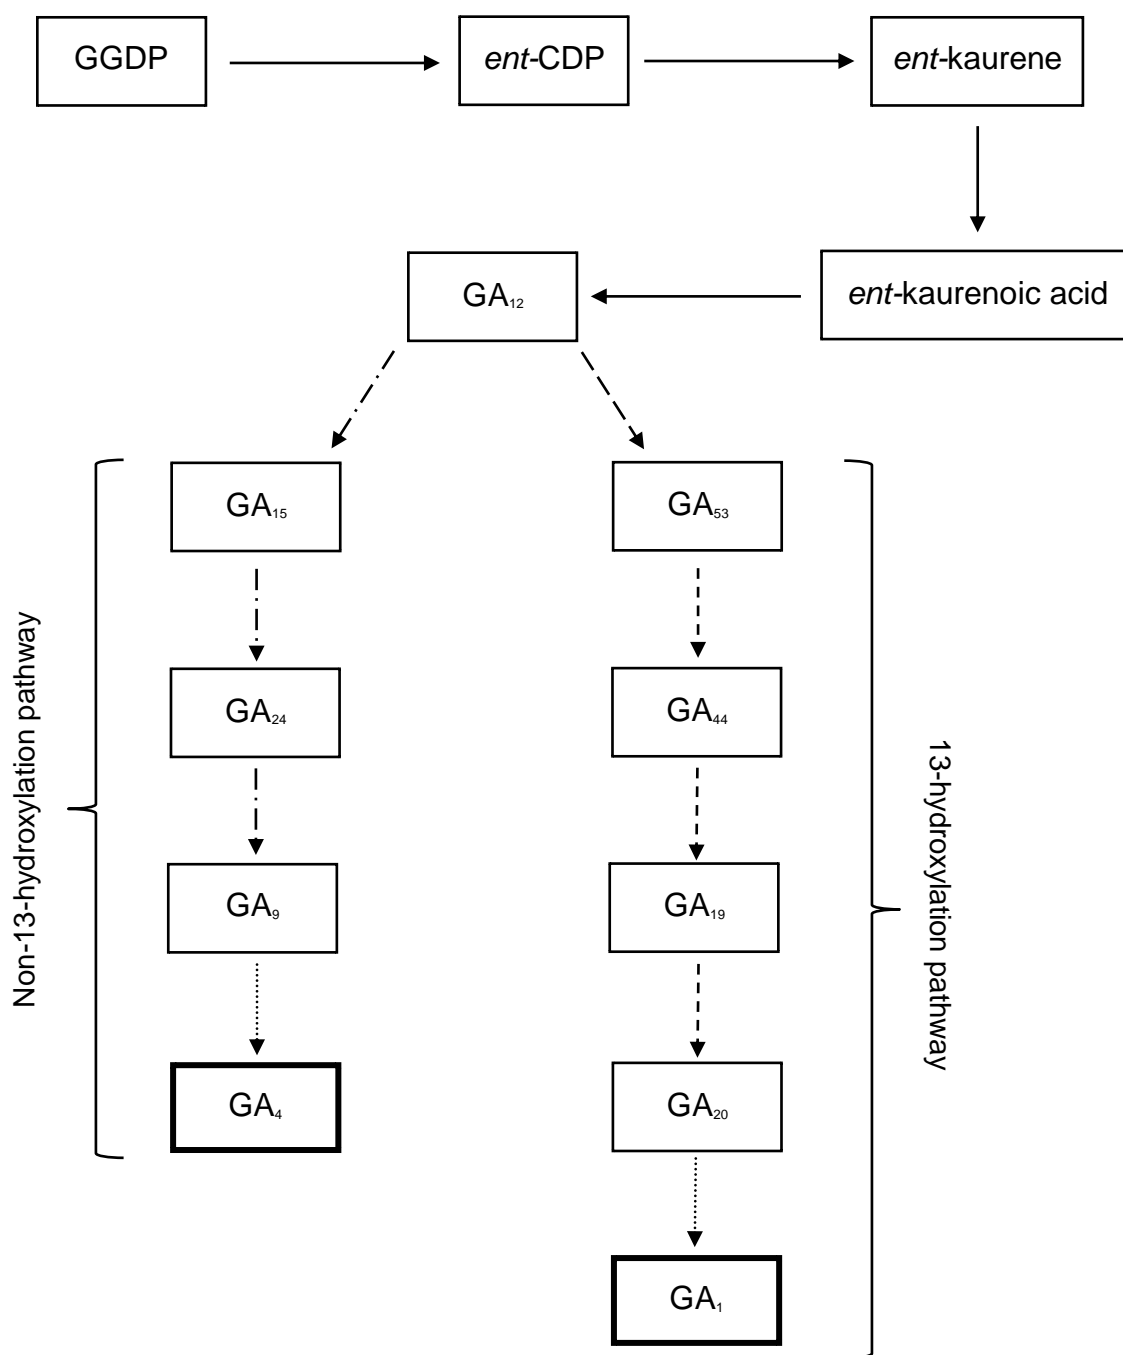 GGDP
ent-CDP
ent-kaurene
ent-kaurenoic acid
GA₁₂
GA₁₅
GA₅₃
GA₂₄
GA₄₄
GA₉
GA₁₉
GA₄
GA₂₀
GA₁
Non-13-hydroxylation pathway
13-hydroxylation pathway